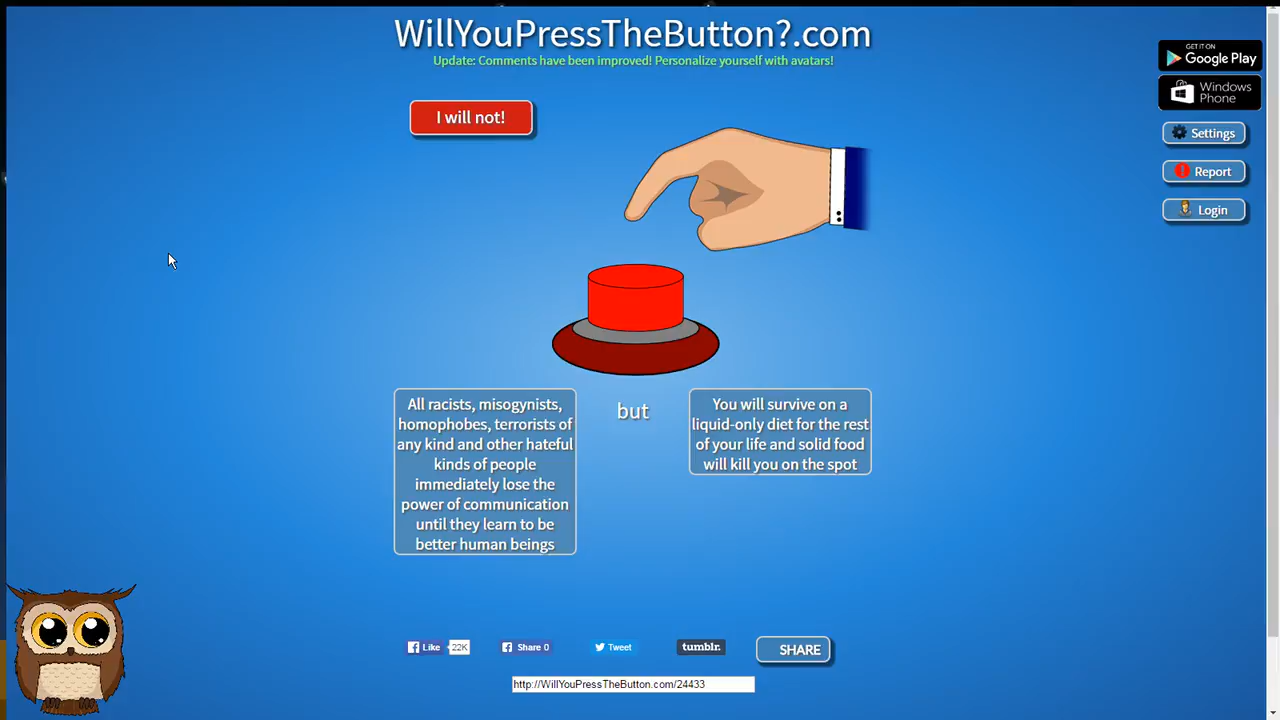 WillYouPressTheButton?.com
Update: Comments have been improved! Personalize yourself with avatars!
GET IT ON
Google Play
Windows
Phone
I will not!
Settings
Report
Login
All racists, misogynists,
homophobes, terrorists of
any kind and other hateful
kinds of people
immediately lose the
power of communication
until they learn to be
better human beings
but
You will survive on a
liquid-only diet for the rest
of your life and solid food
will kill you on the spot
Like 22K
Share 0
Tweet
tumblr.
SHARE
http://WillYouPressTheButton.com/24433